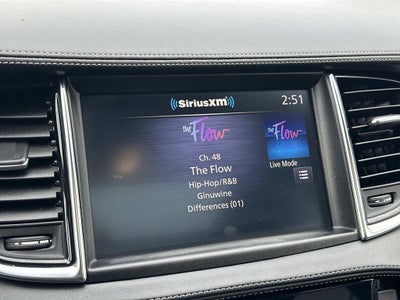 SiriusXM
2:51
the Flow
the Flow
Ch. 48
The Flow
Live Mode
Hip-Hop/R&B
Ginuwine
Differences (01)